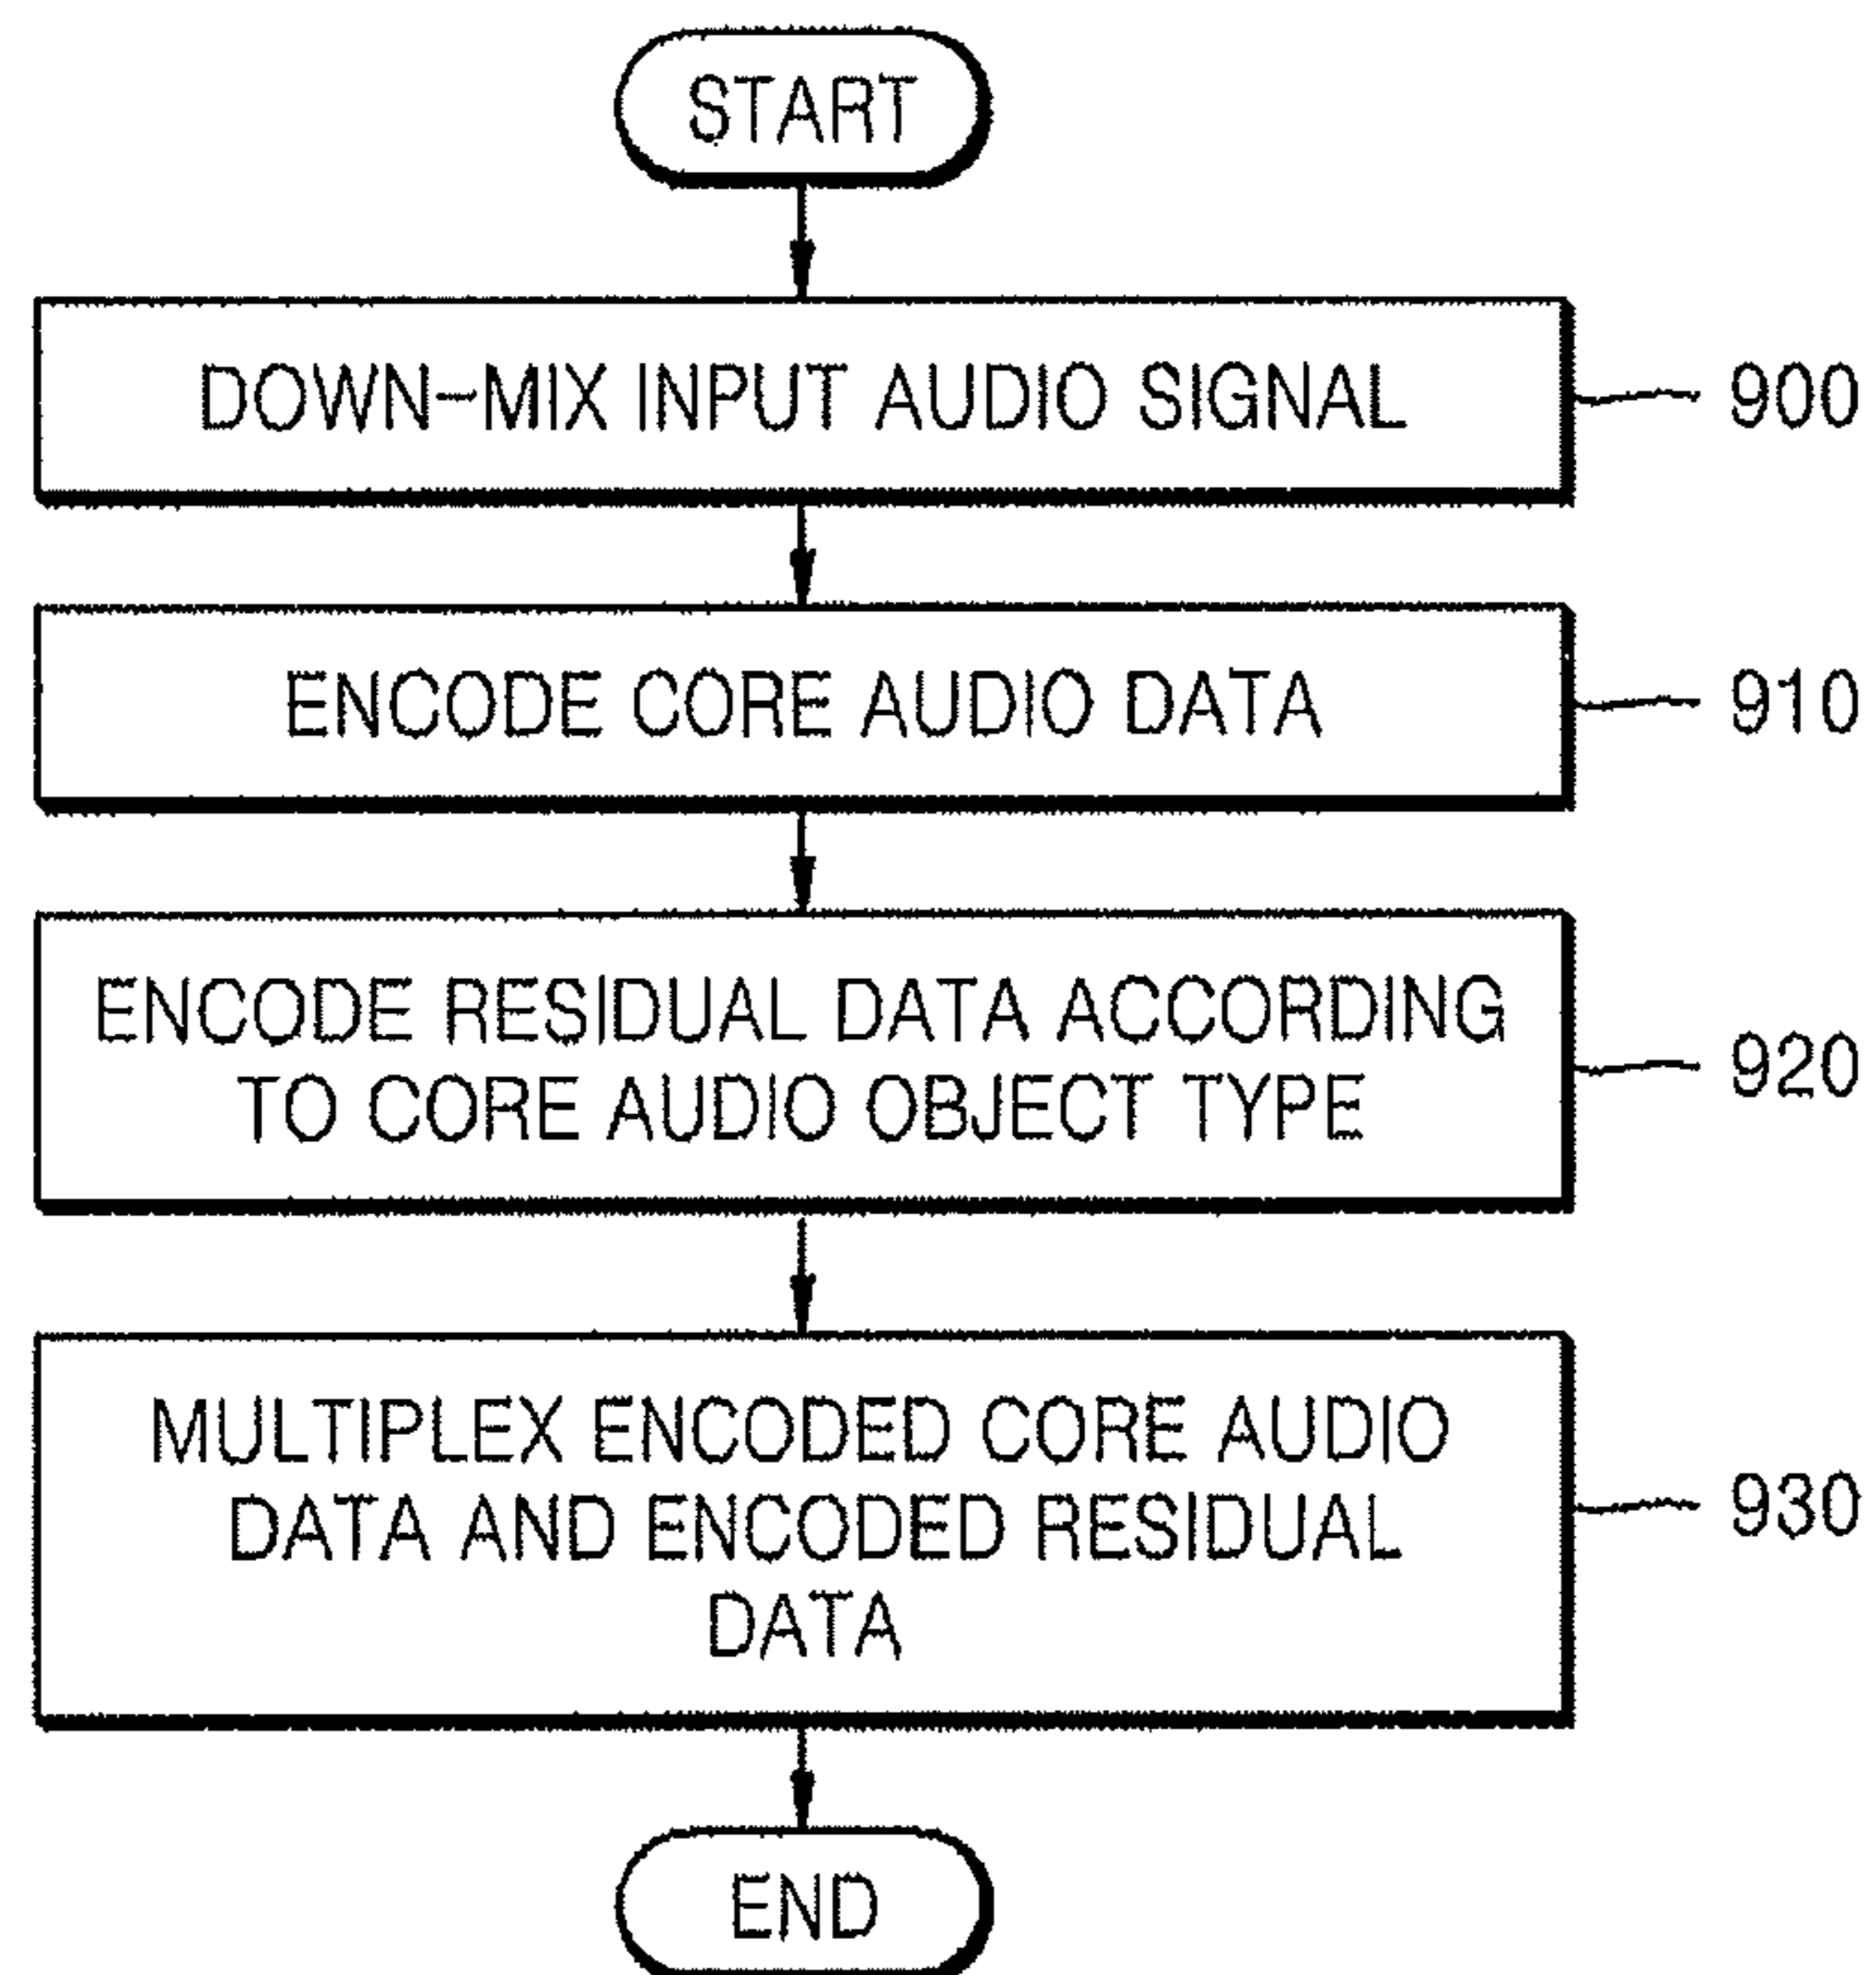 START
DOWN-MIX INPUT AUDIO SIGNAL
900
ENCODE CORE AUDIO DATA
910
ENCODE RESIDUAL DATA ACCORDING
TO CORE AUDIO OBJECT TYPE
920
MULTIPLEX ENCODED CORE AUDIO
DATA AND ENCODED RESIDUAL
DATA
930
END